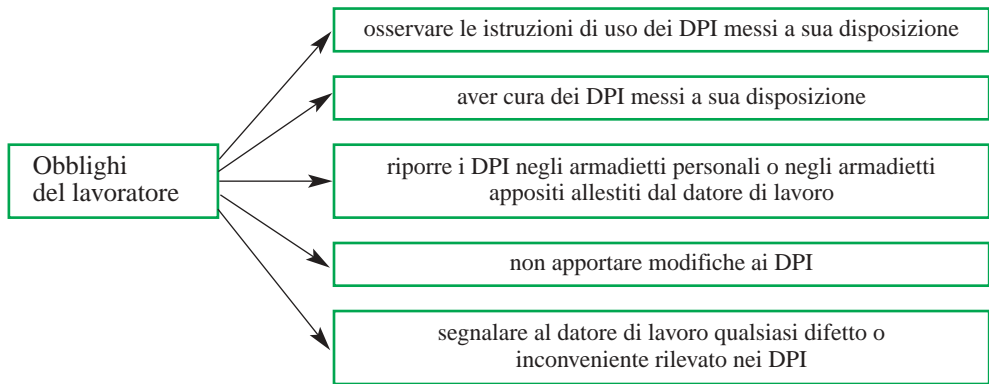 osservare le istruzioni di uso dei DPI messi a sua disposizione
aver cura dei DPI messi a sua disposizione
Obblighi
del lavoratore
riporre i DPI negli armadietti personali o negli armadietti
appositi allestiti dal datore di lavoro
non apportare modifiche ai DPI
segnalare al datore di lavoro qualsiasi difetto o
inconveniente rilevato nei DPI